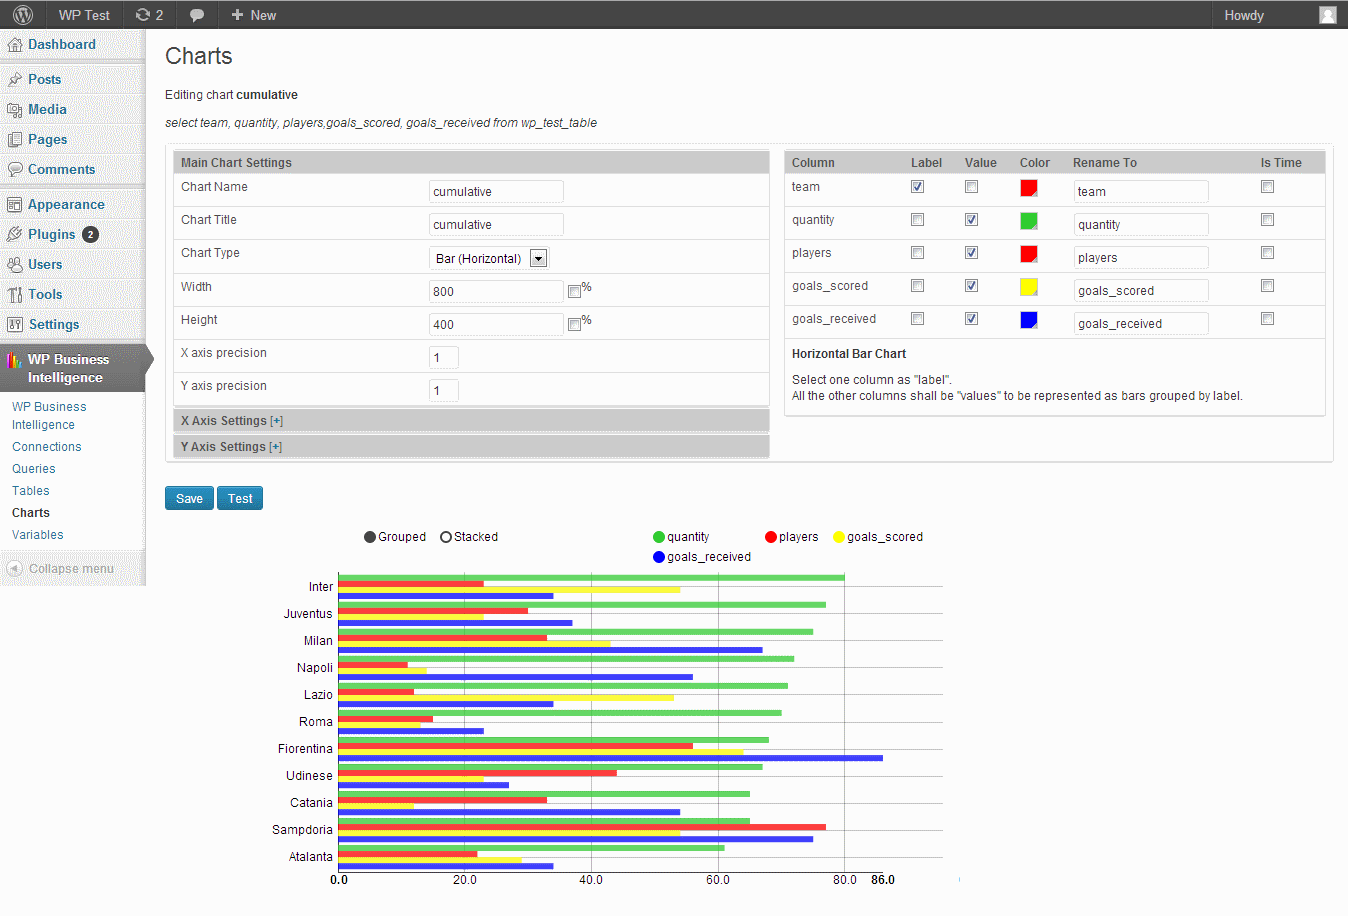 WP Test 2 + New Howdy
Dashboard
Posts
Media
Pages
Comments
Appearance
Plugins 2
Users
Tools
Settings
WP Business
Intelligence
WP Business
Intelligence
Connections
Queries
Tables
Charts
Variables
Collapse menu
Charts
Editing chart cumulative
select team, quantity, players,goals_scored, goals_received from wp_test_table
Main Chart Settings
Chart Name cumulative
Chart Title cumulative
Chart Type Bar (Horizontal)
Width 800 %
Height 400 %
X axis precision 1
Y axis precision 1
X Axis Settings [+]
Y Axis Settings [+]
Column Label Value Color Rename To Is Time
team team
quantity quantity
players players
goals_scored goals_scored
goals_received goals_received
Horizontal Bar Chart
Select one column as "label".
All the other columns shall be "values" to be represented as bars grouped by label.
Save Test
Grouped Stacked quantity players goals_scored
goals_received
Inter
Juventus
Milan
Napoli
Lazio
Roma
Fiorentina
Udinese
Catania
Sampdoria
Atalanta
0.0 20.0 40.0 60.0 80.0 86.0